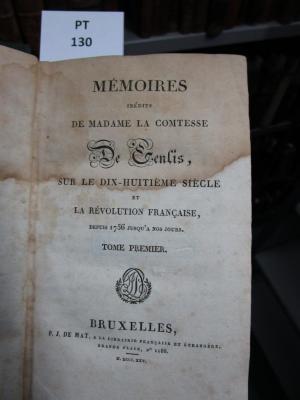 PT
130
MÉMOIRES
INÉDITS
DE MADAME LA COMTESSE
De Genlis,
SUR LE DIX-HUITIÈME SIÈCLE
ET
LA RÉVOLUTION FRANÇAISE,
DEPUIS 1756 JUSQU'A NOS JOURS.
TOME PREMIER.
BRUXELLES,
P. J. DE MAT, A LA LIBRAIRIE FRANÇAISE ET ÉTRANGÈRE,
GRANDE PLACE, Nº 1188.
M. DCCC. XXV.